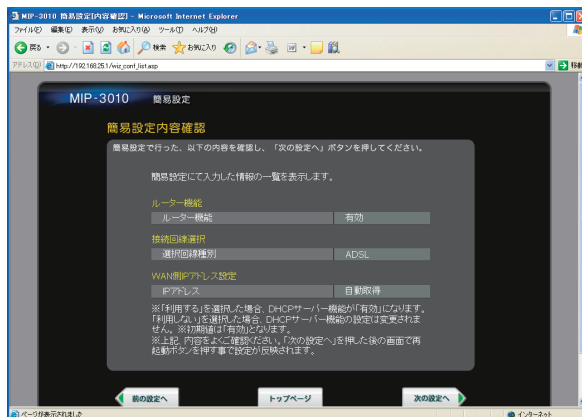 MIP-3010 簡易設定[内容確認] - Microsoft Internet Explorer
ファイル(F) 編集(E) 表示(V) お気に入り(A) ツール(T) ヘルプ(H)
戻る 検索 お気に入り
アドレス(D) http://192.168.25.1/wiz_conf_list.asp 移動
MIP-3010 簡易設定
簡易設定内容確認
簡易設定で行った、以下の内容を確認し、「次の設定へ」ボタンを押してください。
簡易設定にて入力した情報の一覧を表示します。
ルーター機能
ルーター機能 有効
接続回線選択
選択回線種別 ADSL
WAN側IPアドレス設定
IPアドレス 自動取得
※「利用する」を選択した場合、DHCPサーバー機能が「有効」になります。
「利用しない」を選択した場合、DHCPサーバー機能の設定は変更されま
せん。※初期値は「有効」となります。
※上記 内容をよくご確認ください。「次の設定へ」を押した後の画面で再
起動ボタンを押す事で設定が反映されます。
前の設定へ トップページ 次の設定へ
ページが表示されました インターネット